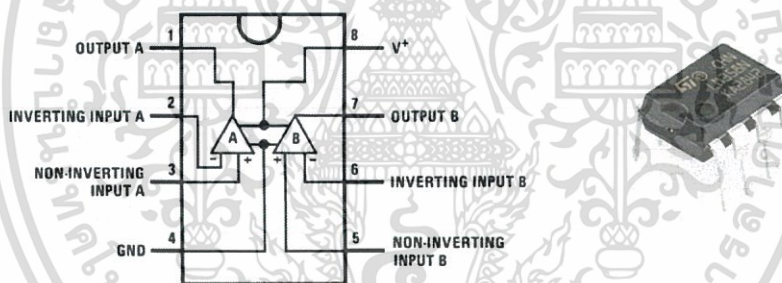 OUTPUT A
1
8
V+
INVERTING INPUT A
2
7
OUTPUT B
A
B
- + + -
NON-INVERTING
INPUT A
3
6
INVERTING INPUT B
GND
4
5
NON-INVERTING
INPUT B